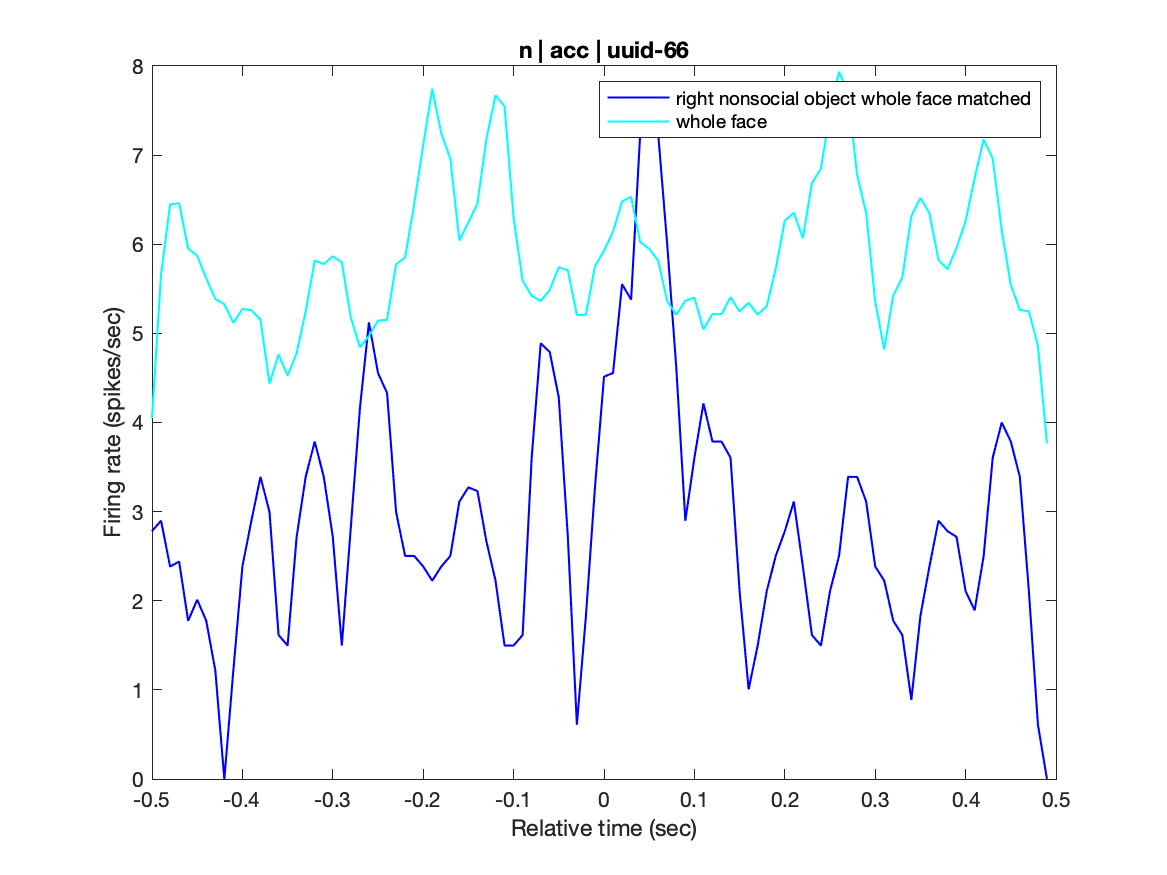 n | acc | uuid-66
8
right nonsocial object whole face matched
whole face
7
6
5
4
3
2
1
0
Firing rate (spikes/sec)
-0.5 -0.4 -0.3 -0.2 -0.1 0 0.1 0.2 0.3 0.4 0.5
Relative time (sec)